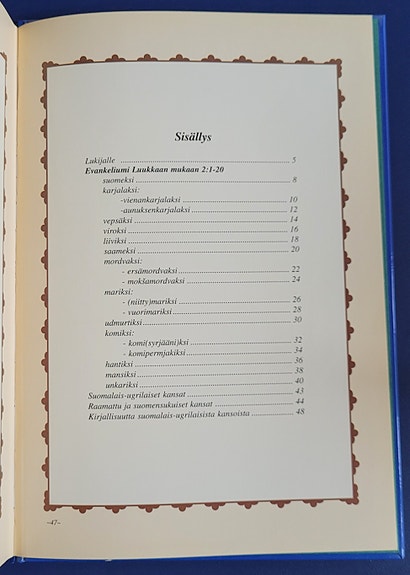 Sisällys
Lukijalle 5
Evankeliumi Luukkaan mukaan 2:1-20
suomeksi 8
karjalaksi:
-vienankarjalaksi 10
-aunuksenkarjalaksi 12
vepsäksi 14
viroksi 16
liiviksi 18
saameksi 20
mordvaksi:
- ersämordvaksi 22
- mokšamordvaksi 24
mariksi:
- (niitty)mariksi 26
- vuorimariksi 28
udmurtiksi 30
komiksi:
- komi(syrjääni)ksi 32
- komipermjakiksi 34
hantiksi 36
mansiksi 38
unkariksi 40
Suomalais-ugrilaiset kansat 43
Raamattu ja suomensukuiset kansat 44
Kirjallisuutta suomalais-ugrilaisista kansoista 48
-47-